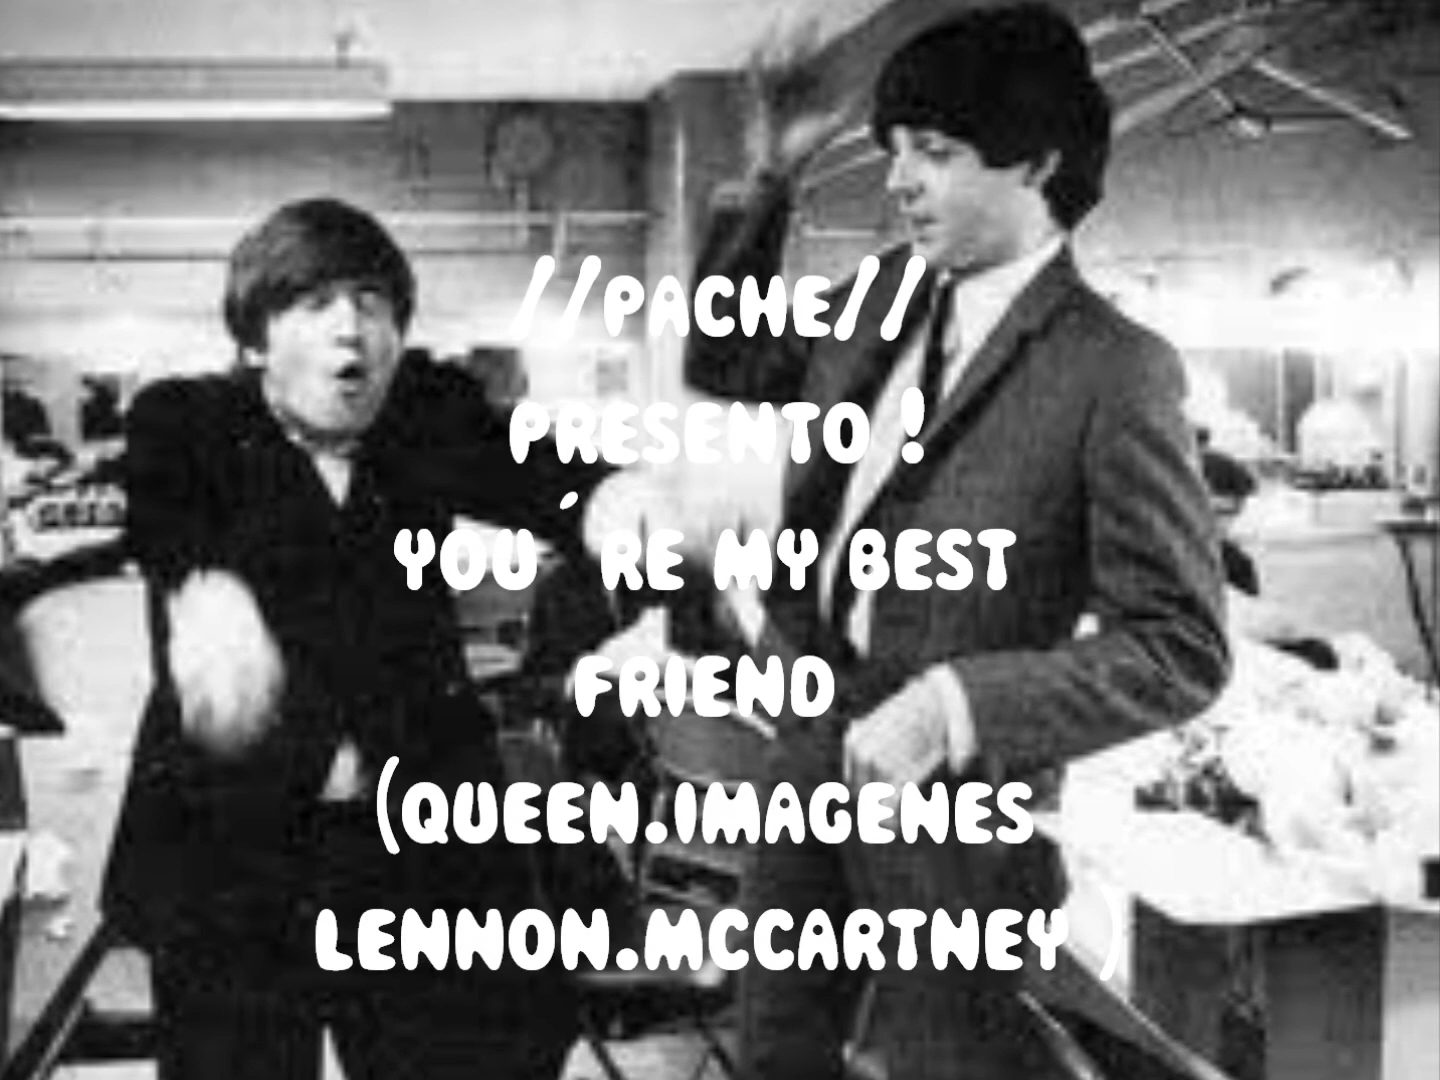 //PACHE//
PRESENTO !
YOU´RE MY BEST
FRIEND
(QUEEN.IMAGENES
LENNON.MCCARTNEY )